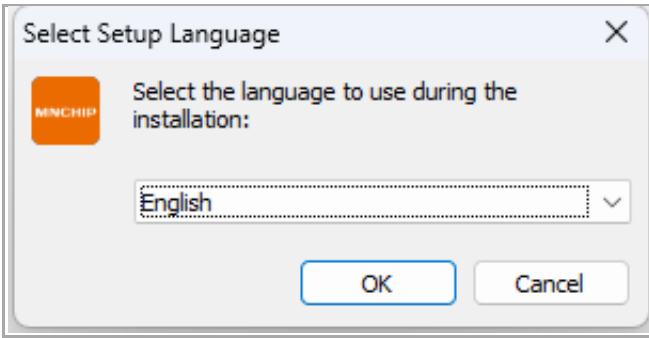 Select Setup Language
MNCHIP
Select the language to use during the
installation:
English
OK
Cancel